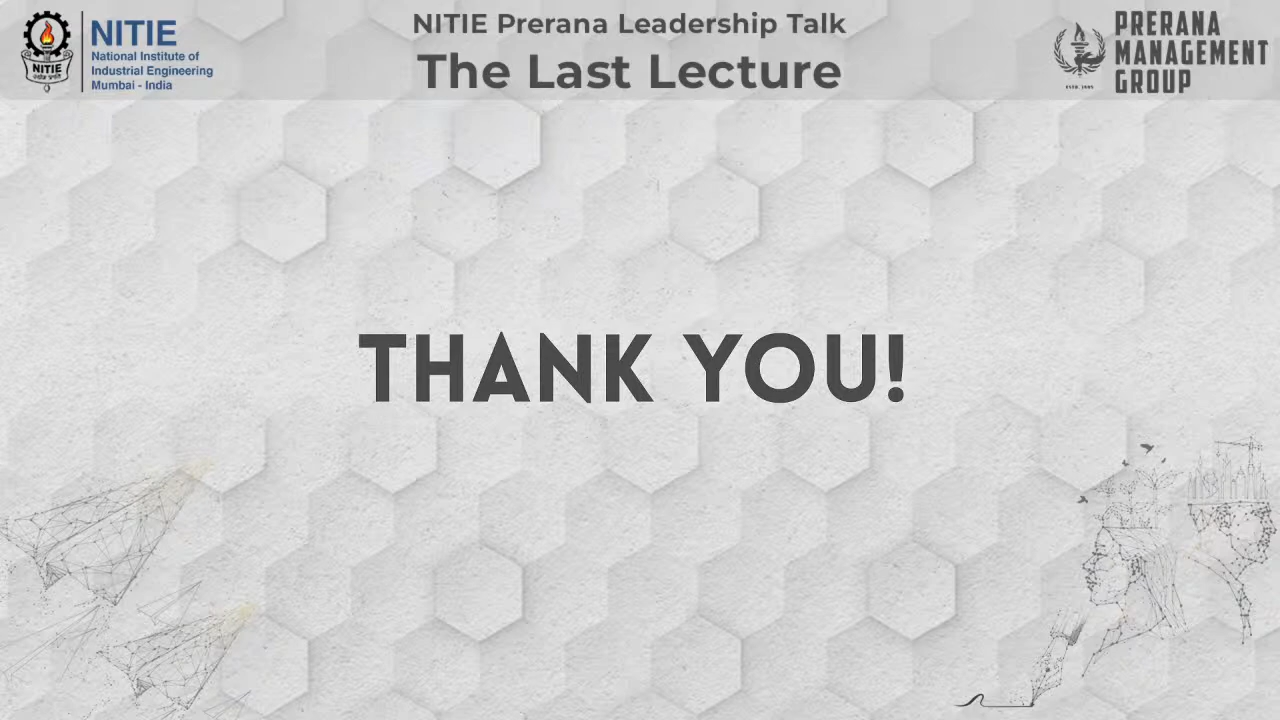 NITIE
National Institute of
Industrial Engineering
Mumbai - India
NITIE
NITIE Prerana Leadership Talk
The Last Lecture
PRERANA
MANAGEMENT
GROUP
THANK YOU!